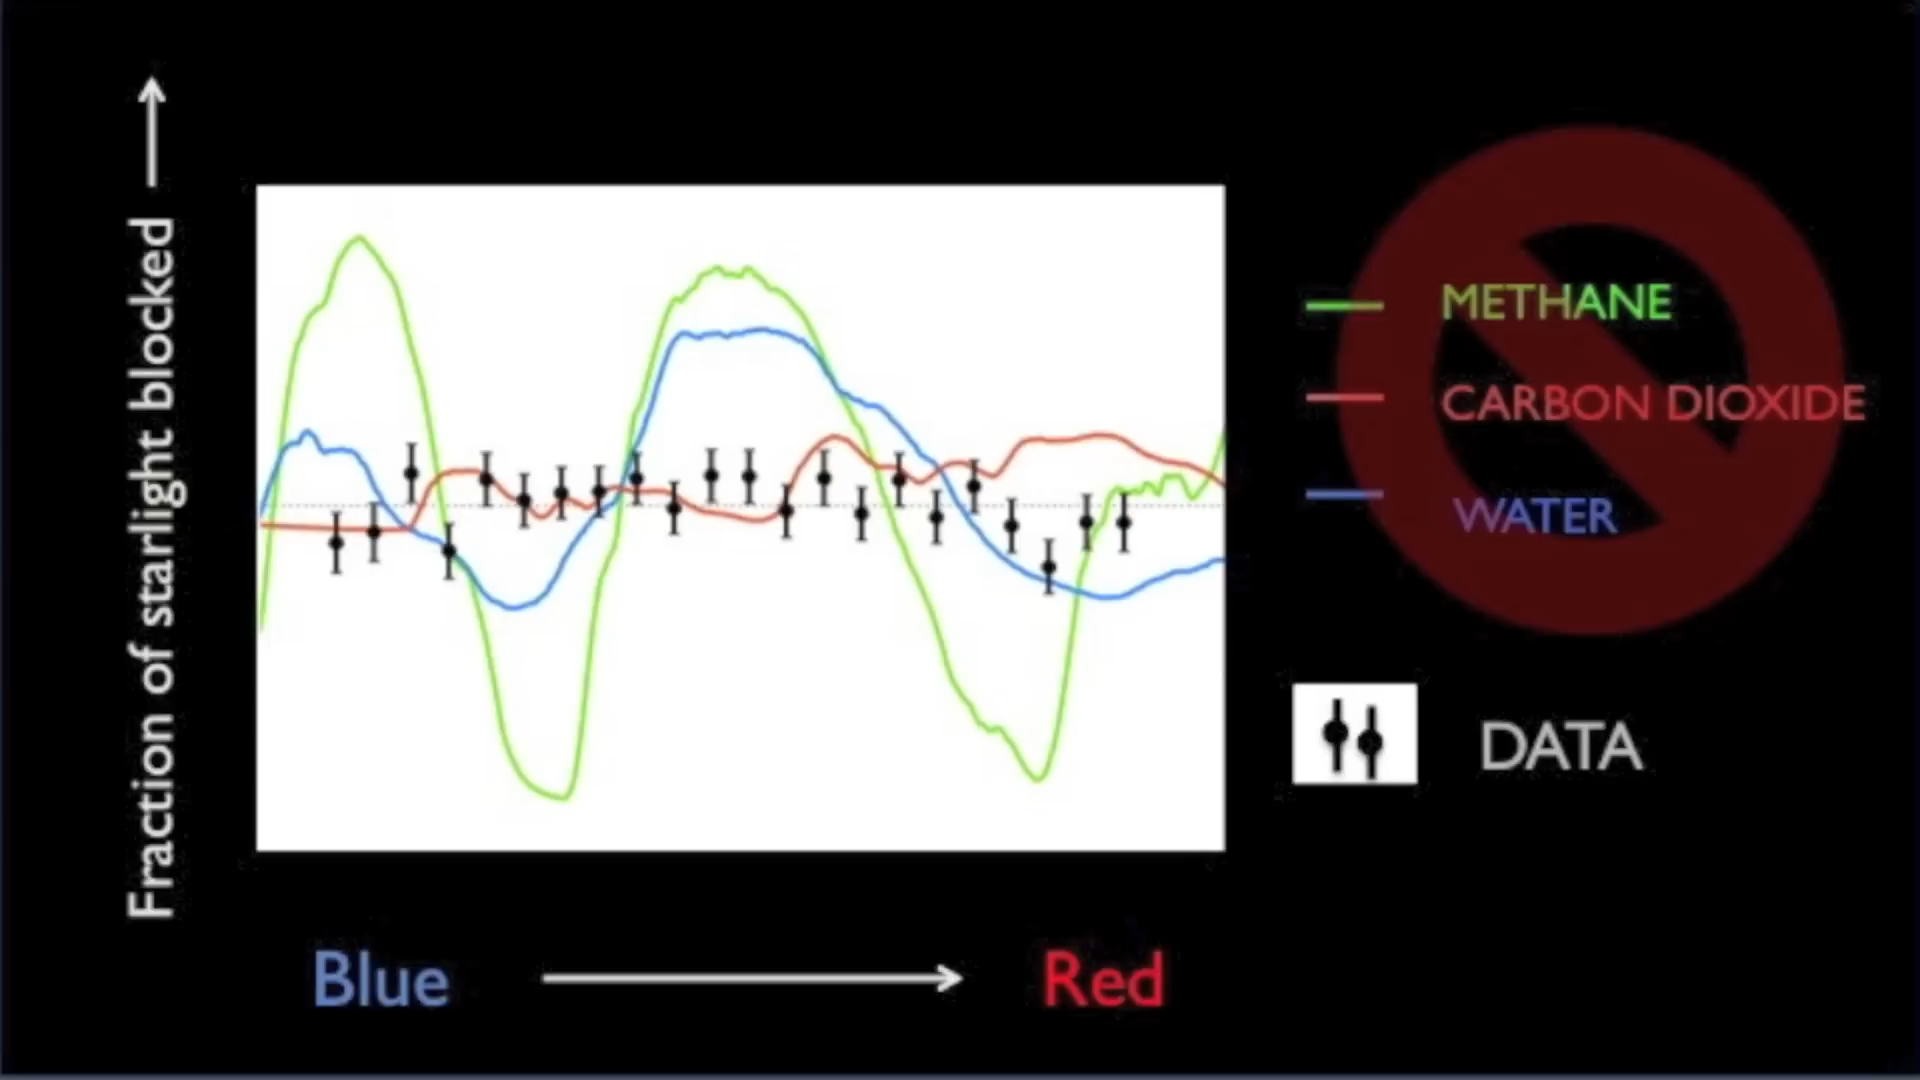 Fraction of starlight blocked
METHANE
CARBON DIOXIDE
WATER
DATA
Blue
Red